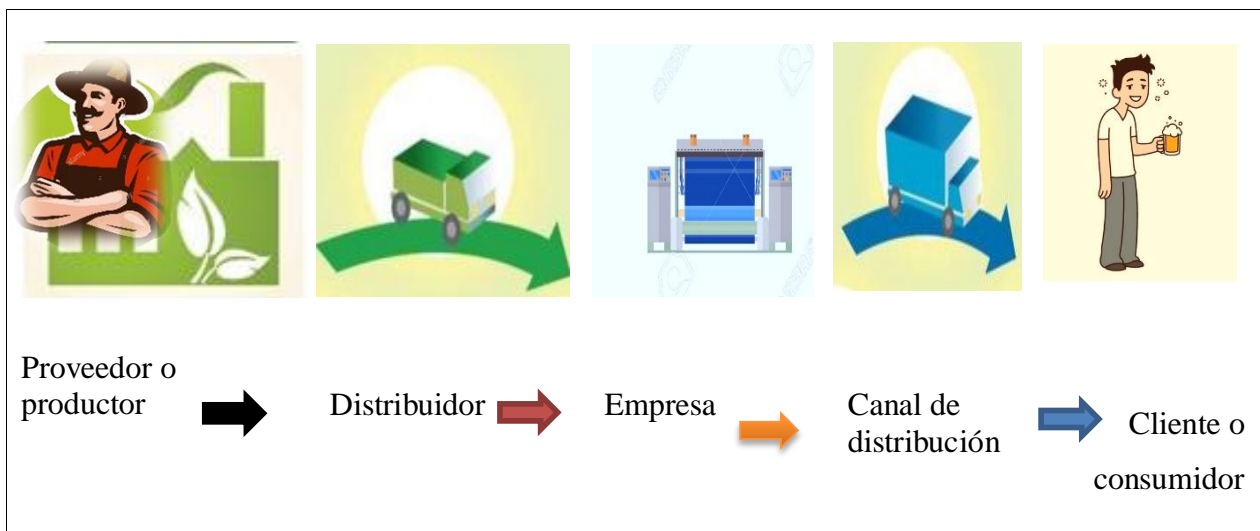 Proveedor o
productor
Distribuidor
Empresa
Canal de
distribución
Cliente o
consumidor